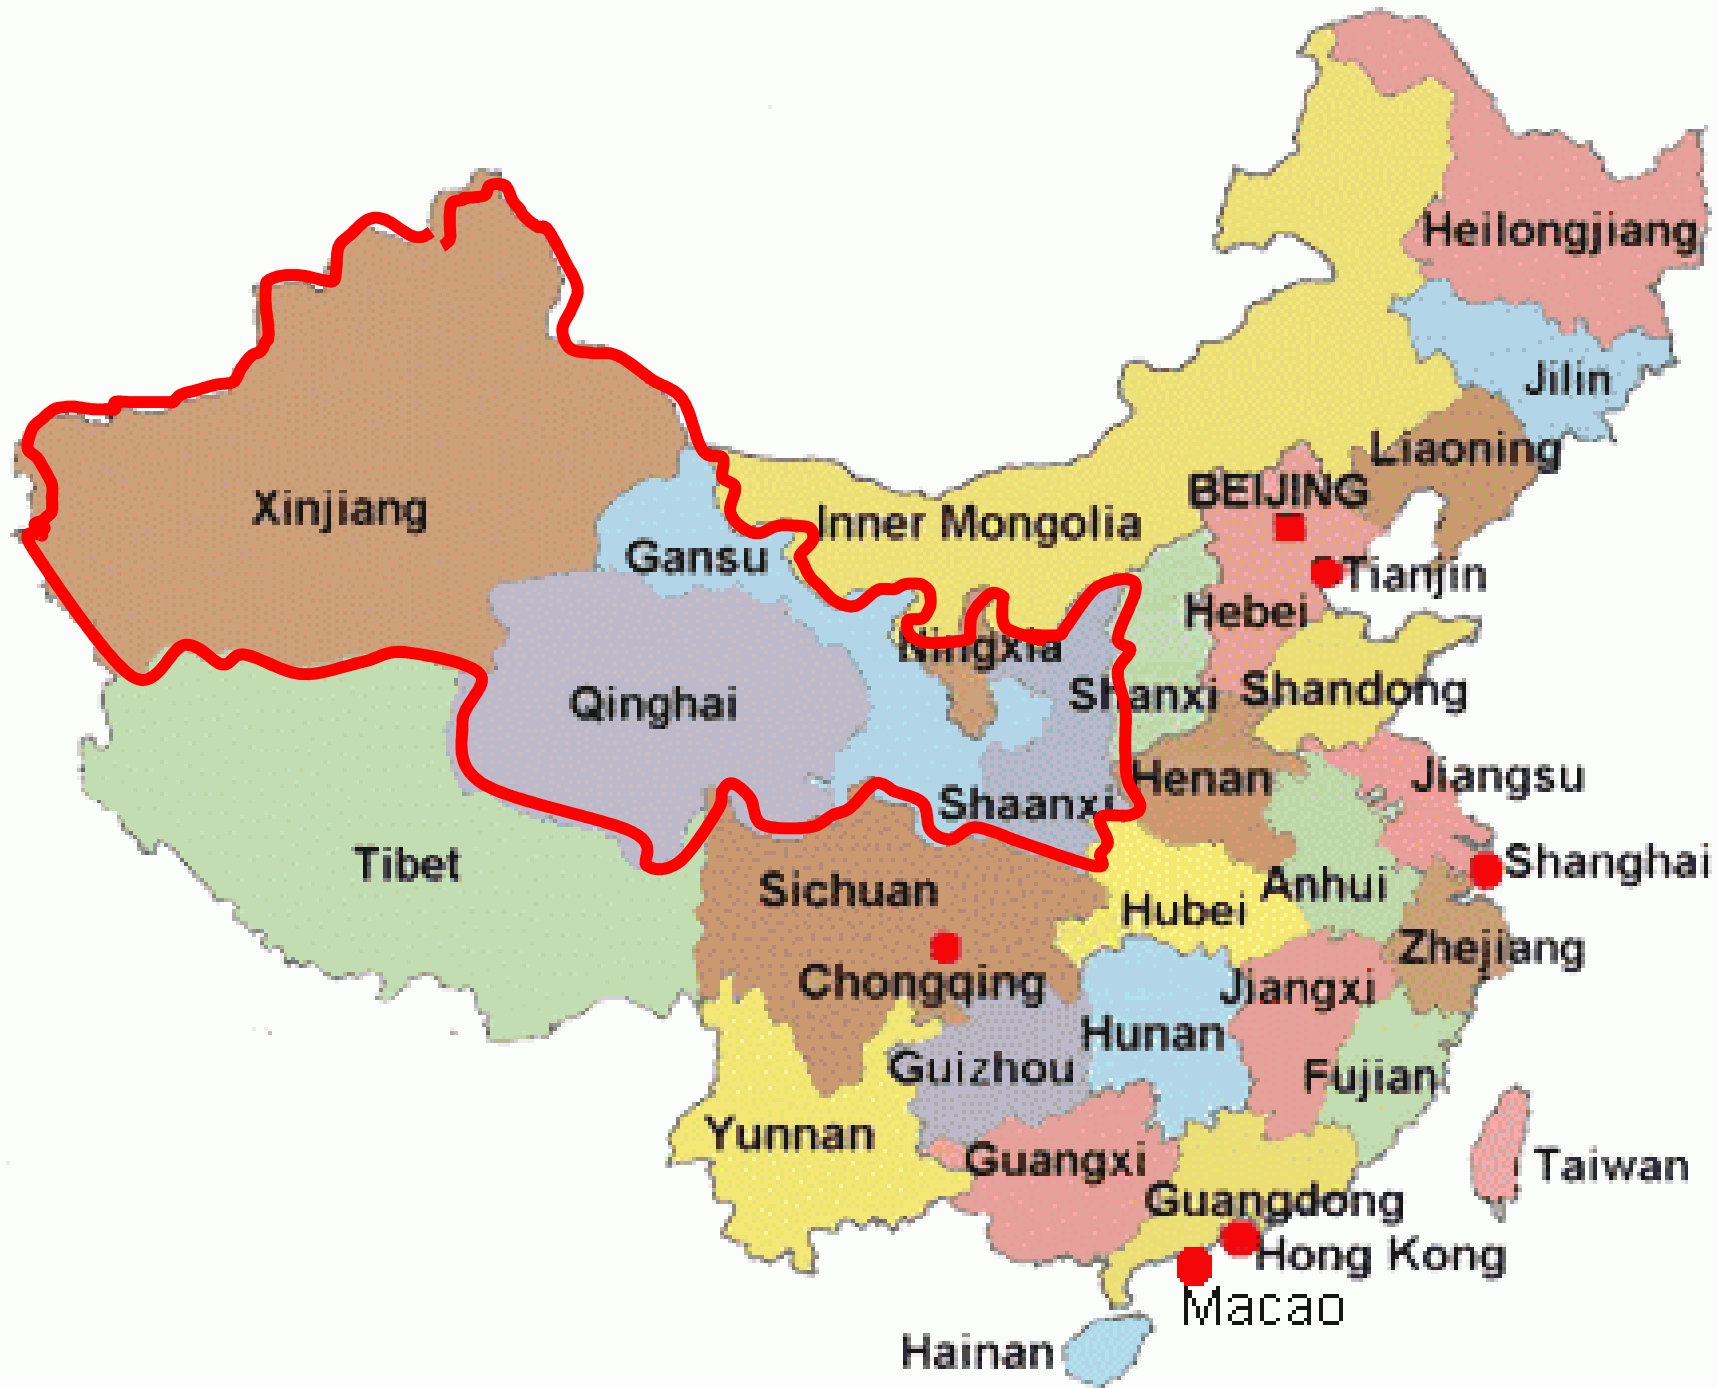 Heilongjiang
Jilin
Liaoning
BEIJING
Xinjiang
Inner Mongolia
Gansu
Tianjin
Hebei
Ningxia
Qinghai
Shanxi
Shandong
Henan
Jiangsu
Shaanxi
Tibet
Shanghai
Sichuan
Anhui
Hubei
Zhejiang
Chongqing
Jiangxi
Hunan
Guizhou
Fujian
Yunnan
Guangxi
Taiwan
Guangdong
Hong Kong
Macao
Hainan